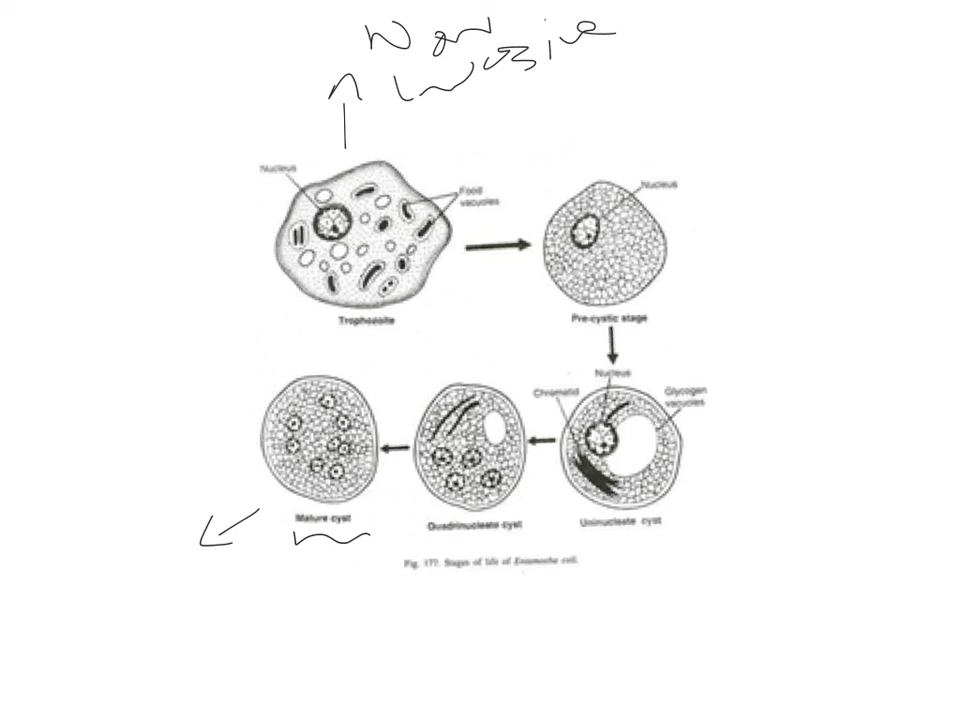 Non
invasive
Nucleus
Food
vacuoles
Nucleus
Trophozoite
Pre-cystic stage
Nucleus
Chromatid
Glycogen
vacuoles
Mature cyst
Quadrinucleate cyst
Uninucleate cyst
Fig. 177. Stages of life of Entamoeba coli.